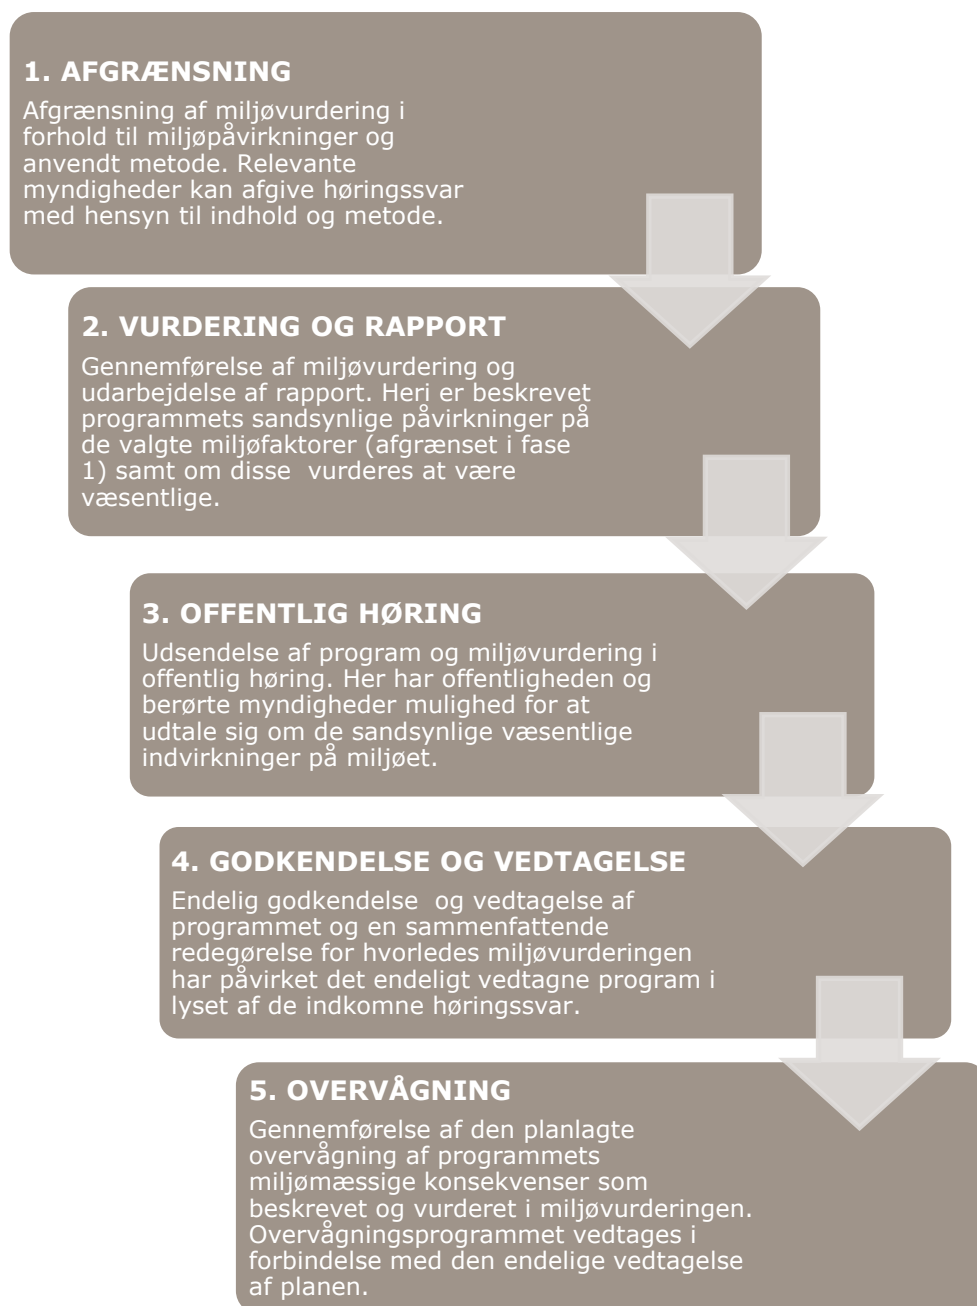 1. AFGRÆNSNING
Afgrænsning af miljøvurdering i
forhold til miljøpåvirkninger og
anvendt metode. Relevante
myndigheder kan afgive høringssvar
med hensyn til indhold og metode.
2. VURDERING OG RAPPORT
Gennemførelse af miljøvurdering og
udarbejdelse af rapport. Heri er beskrevet
programmets sandsynlige påvirkninger på
de valgte miljøfaktorer (afgrænset i fase
1) samt om disse  vurderes at være
væsentlige.
3. OFFENTLIG HØRING
Udsendelse af program og miljøvurdering i
offentlig høring. Her har offentligheden og
berørte myndigheder mulighed for at
udtale sig om de sandsynlige væsentlige
indvirkninger på miljøet.
4. GODKENDELSE OG VEDTAGELSE
Endelig godkendelse  og vedtagelse af
programmet og en sammenfattende
redegørelse for hvorledes miljøvurderingen
har påvirket det endeligt vedtagne program i
lyset af de indkomne høringssvar.
5. OVERVÅGNING
Gennemførelse af den planlagte
overvågning af programmets
miljømæssige konsekvenser som
beskrevet og vurderet i miljøvurderingen.
Overvågningsprogrammet vedtages i
forbindelse med den endelige vedtagelse
af planen.